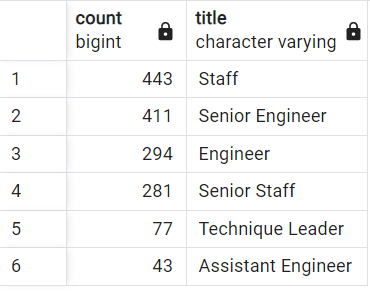 count title
bigint character varying
1 443 Staff
2 411 Senior Engineer
3 294 Engineer
4 281 Senior Staff
5 77 Technique Leader
6 43 Assistant Engineer